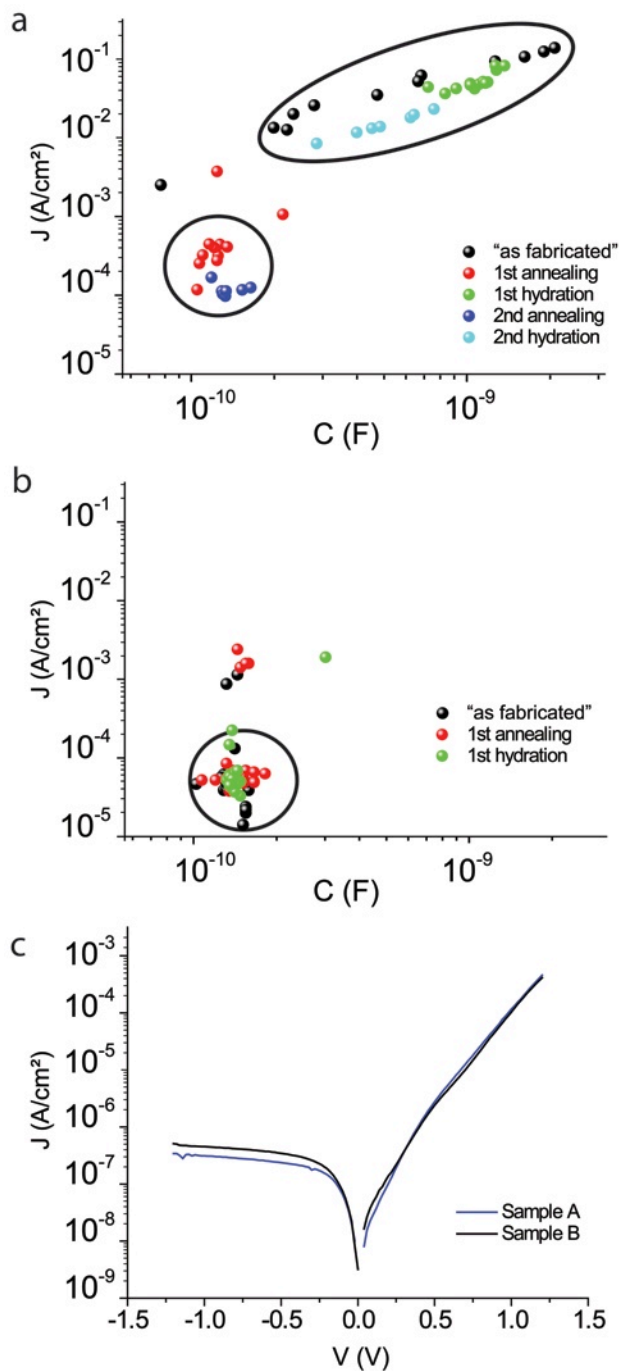 a
J (A/cm²)
10⁻¹
10⁻²
10⁻³
10⁻⁴
10⁻⁵
"as fabricated"
1st annealing
1st hydration
2nd annealing
2nd hydration
10⁻¹⁰ 10⁻⁹
C (F)
b
J (A/cm²)
10⁻¹
10⁻²
10⁻³
10⁻⁴
10⁻⁵
"as fabricated"
1st annealing
1st hydration
10⁻¹⁰ 10⁻⁹
C (F)
c
J (A/cm²)
10⁻³
10⁻⁴
10⁻⁵
10⁻⁶
10⁻⁷
10⁻⁸
10⁻⁹
Sample A
Sample B
-1.5 -1.0 -0.5 0.0 0.5 1.0 1.5
V (V)